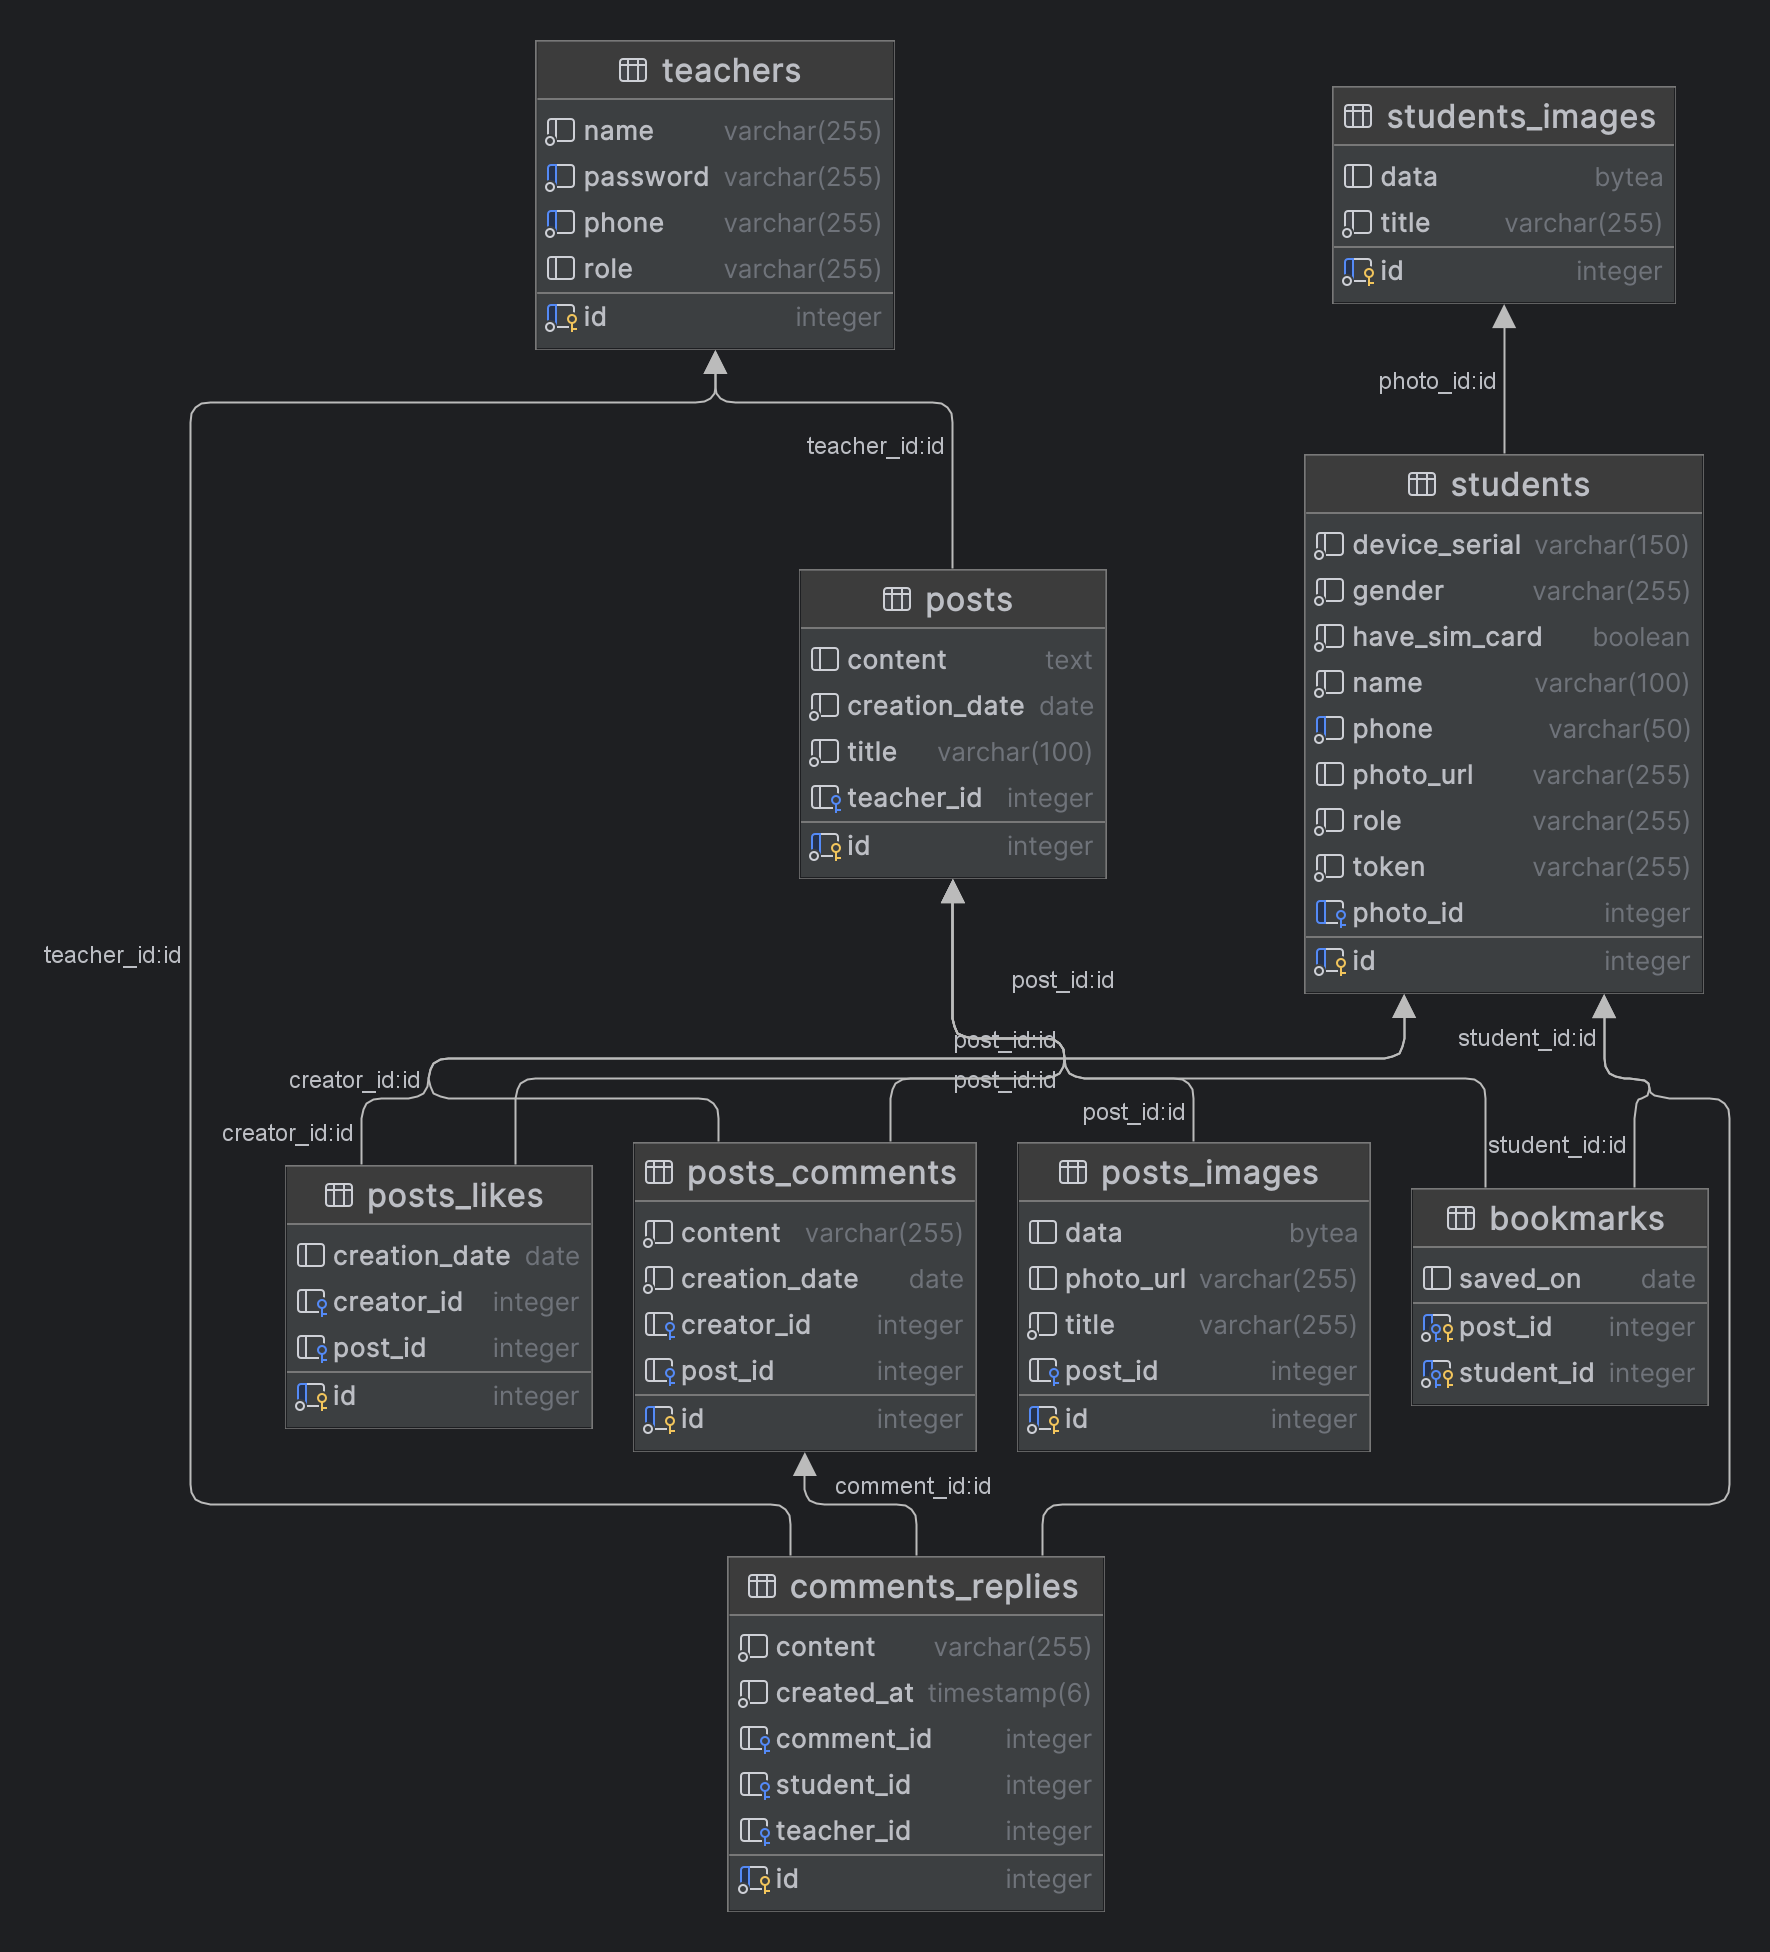 teachers
name varchar(255)
password varchar(255)
phone varchar(255)
role varchar(255)
id integer
students_images
data bytea
title varchar(255)
id integer
photo_id:id
teacher_id:id
students
device_serial varchar(150)
gender varchar(255)
have_sim_card boolean
name varchar(100)
phone varchar(50)
photo_url varchar(255)
role varchar(255)
token varchar(255)
photo_id integer
id integer
posts
content text
creation_date date
title varchar(100)
teacher_id integer
id integer
teacher_id:id
post_id:id
post_id:id
student_id:id
creator_id:id
post_id:id
post_id:id
creator_id:id
student_id:id
posts_likes
creation_date date
creator_id integer
post_id integer
id integer
posts_comments
content varchar(255)
creation_date date
creator_id integer
post_id integer
id integer
posts_images
data bytea
photo_url varchar(255)
title varchar(255)
post_id integer
id integer
bookmarks
saved_on date
post_id integer
student_id integer
comment_id:id
comments_replies
content varchar(255)
created_at timestamp(6)
comment_id integer
student_id integer
teacher_id integer
id integer